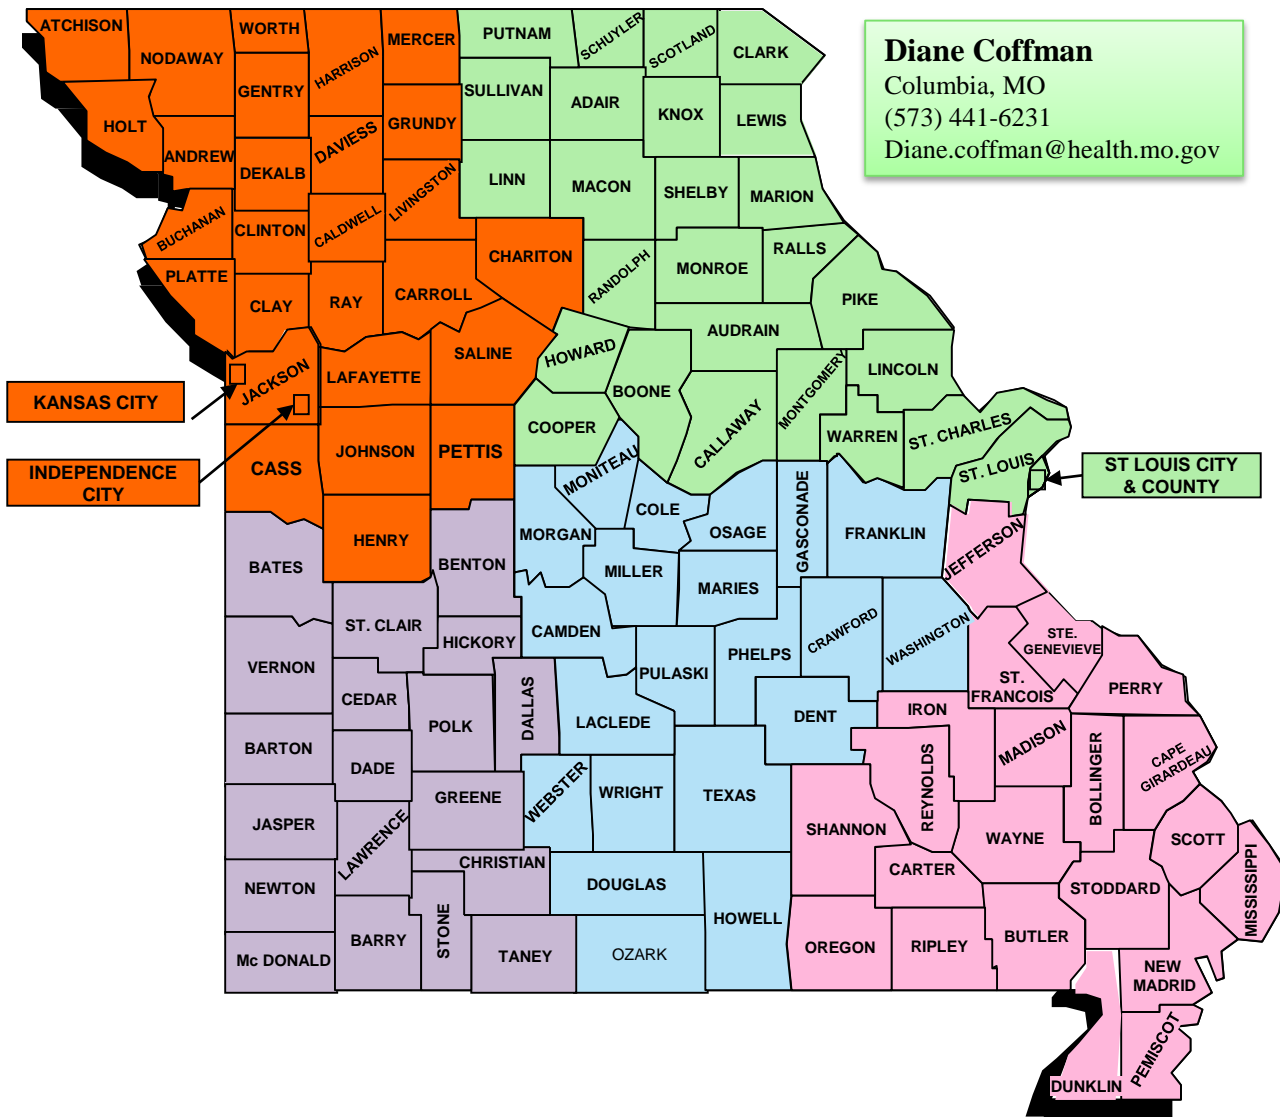 Diane Coffman
Columbia, MO
(573) 441-6231
Diane.coffman@health.mo.gov
ATCHISON
NODAWAY
WORTH
HARRISON
MERCER
PUTNAM
SCHUYLER
SCOTLAND
CLARK
HOLT
GENTRY
SULLIVAN
ADAIR
KNOX
LEWIS
ANDREW
DEKALB
DAVIESS
GRUNDY
LINN
MACON
SHELBY
MARION
BUCHANAN
CLINTON
CALDWELL
LIVINGSTON
CHARITON
RANDOLPH
MONROE
RALLS
PIKE
PLATTE
CLAY
RAY
CARROLL
AUDRAIN
SALINE
HOWARD
BOONE
MONTGOMERY
LINCOLN
JACKSON
LAFAYETTE
KANSAS CITY
INDEPENDENCE
CITY
CASS
JOHNSON
PETTIS
COOPER
CALLAWAY
WARREN
ST. CHARLES
ST. LOUIS
ST LOUIS CITY
& COUNTY
MONITEAU
COLE
OSAGE
GASCONADE
FRANKLIN
JEFFERSON
HENRY
MORGAN
BATES
BENTON
MILLER
MARIES
ST. CLAIR
HICKORY
CAMDEN
PULASKI
PHELPS
CRAWFORD
WASHINGTON
STE.
GENEVIEVE
ST.
FRANCOIS
PERRY
VERNON
CEDAR
POLK
DALLAS
LACLEDE
DENT
IRON
MADISON
BOLLINGER
CAPE
GIRARDEAU
BARTON
DADE
GREENE
WEBSTER
WRIGHT
TEXAS
REYNOLDS
JASPER
LAWRENCE
SHANNON
WAYNE
SCOTT
MISSISSIPPI
NEWTON
CHRISTIAN
DOUGLAS
HOWELL
CARTER
STODDARD
Mc DONALD
BARRY
STONE
TANEY
OZARK
OREGON
RIPLEY
BUTLER
NEW
MADRID
DUNKLIN
PEMISCOT